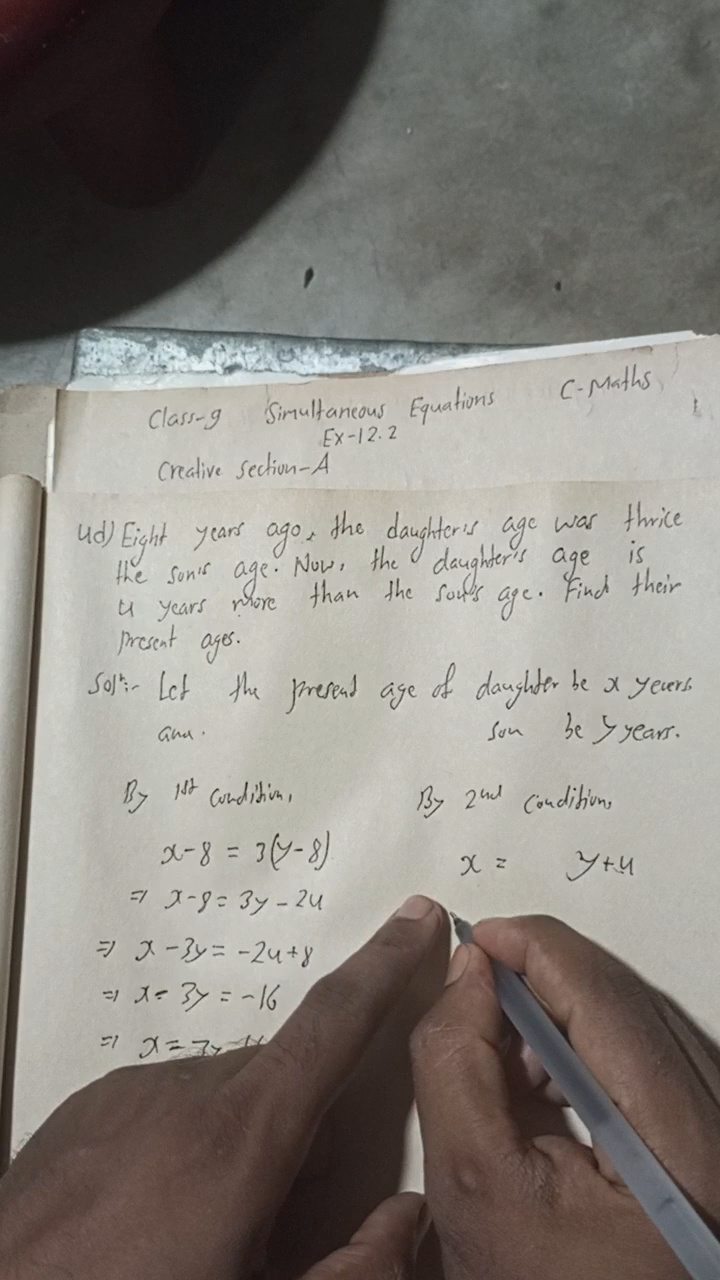 Class-9 Simultaneous Equations C-Maths
Ex-12.2
Creative section-A
4d) Eight years ago, the daughter's age was thrice
the son's age. Now, the daughter's age is
4 years more than the son's age. Find their
present ages.
Solⁿ:- Let the present age of daughter be x years
and son be y years.
By 1st condition, By 2nd condition,
x-8 = 3(y-8) x = y+4
⇒ x-8 = 3y-24
⇒ x-3y = -24+8
⇒ x-3y = -16
⇒ x =